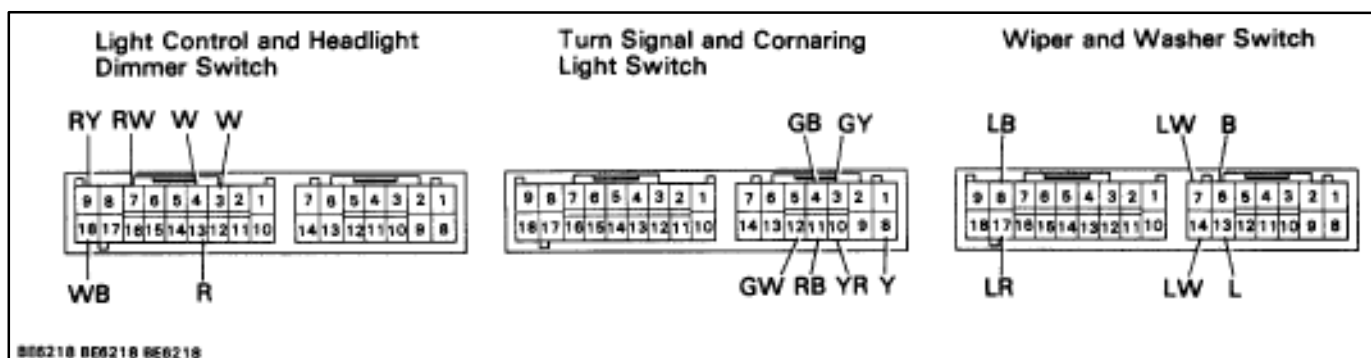 Light Control and Headlight
Dimmer Switch
Turn Signal and Cornaring
Light Switch
Wiper and Washer Switch
RY RW W W
GB GY
LB LW B
9 8 7 6 5 4 3 2 1 7 6 5 4 3 2 1
18 17 16 15 14 13 12 11 10 14 13 12 11 10 9 8
9 8 7 6 5 4 3 2 1 7 6 5 4 3 2 1
18 17 16 15 14 13 12 11 10 14 13 12 11 10 9 8
9 8 7 6 5 4 3 2 1 7 6 5 4 3 2 1
18 17 16 15 14 13 12 11 10 14 13 12 11 10 9 8
WB R
GW RB YR Y
LR LW L
BE6218 BE6218 BE6218